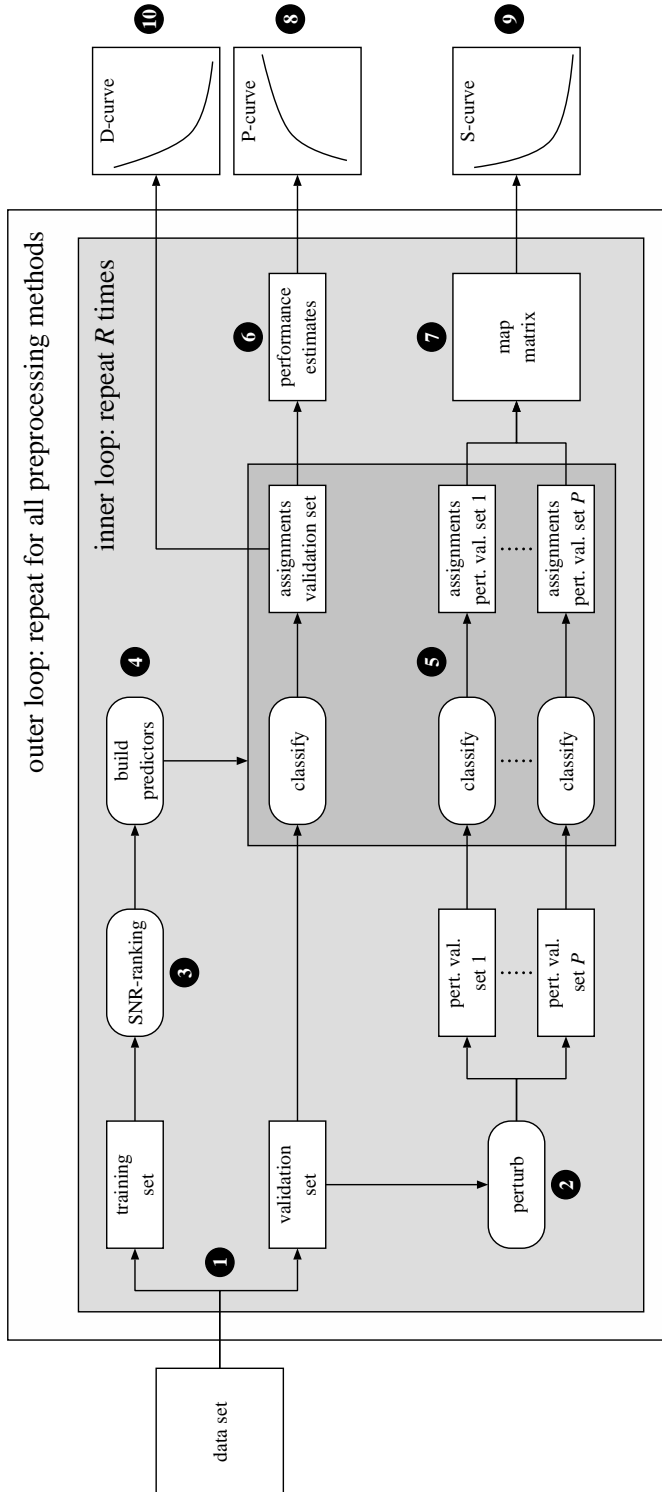 outer loop: repeat for all preprocessing methods
inner loop: repeat R times
data set
1
training
set
validation
set
2
perturb
3
SNR-ranking
4
build
predictors
pert. val.
set 1
pert. val.
set P
5
classify
classify
classify
assignments
validation set
assignments
pert. val. set 1
assignments
pert. val. set P
6
performance
estimates
7
map
matrix
10
D-curve
8
P-curve
9
S-curve